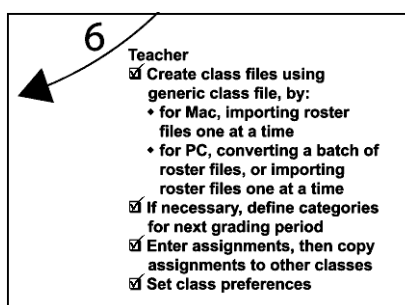 6
Teacher
☑ Create class files using
generic class file, by:
• for Mac, importing roster
files one at a time
• for PC, converting a batch of
roster files, or importing
roster files one at a time
☑ If necessary, define categories
for next grading period
☑ Enter assignments, then copy
assignments to other classes
☑ Set class preferences